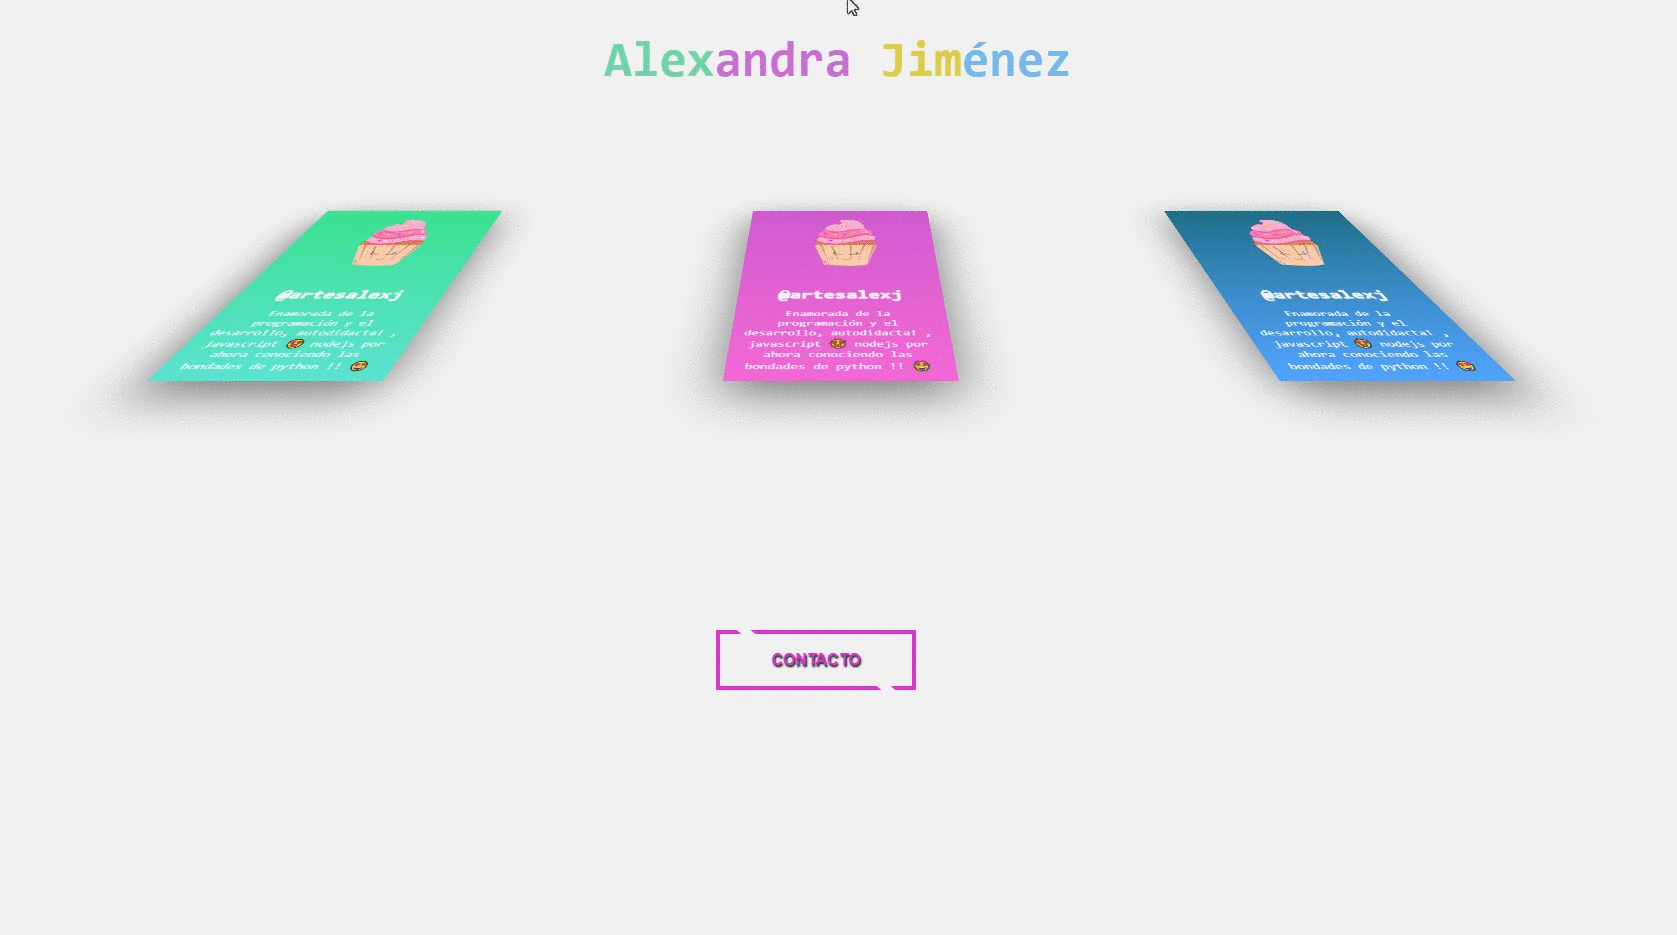 Alexandra Jiménez
@artesalexj
Enamorada de la
programación y el
desarrollo, autodidacta! ,
javascript 😍 nodejs por
ahora conociendo las
bondades de python !! 😄
@artesalexj
Enamorada de la
programación y el
desarrollo, autodidacta! ,
javascript 😍 nodejs por
ahora conociendo las
bondades de python !! 😄
@artesalexj
Enamorada de la
programación y el
desarrollo, autodidacta! ,
javascript 😍 nodejs por
ahora conociendo las
bondades de python !! 😄
CONTACTO